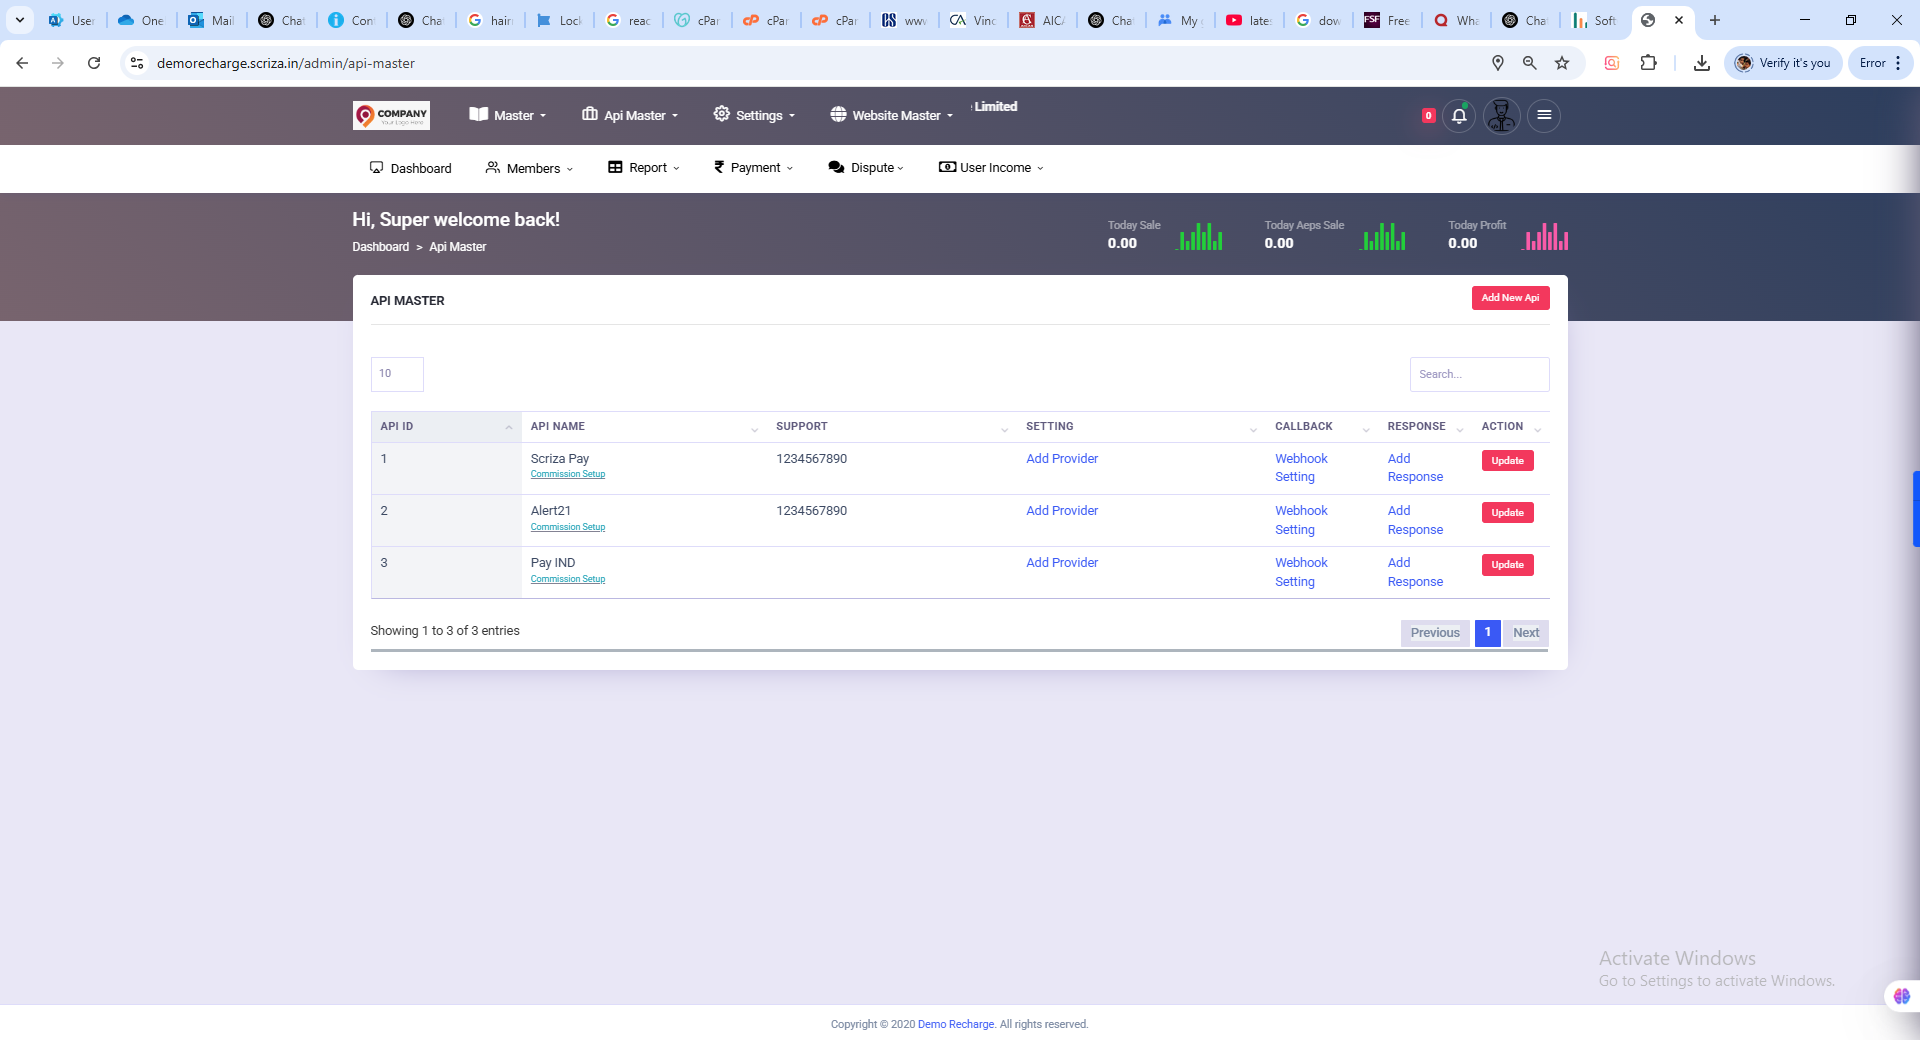 User
One
Mail
Chat
Con
Chat
hair
Lock
reac
cPar
cPar
cPar
www
Vinc
AICA
Chat
My
late
dow
Free
Wha
Chat
Soft
demorecharge.scriza.in/admin/api-master
Verify it's you
Error
COMPANY
Your Logo Here
Master
Api Master
Settings
Website Master
Limited
0
Dashboard
Members
Report
Payment
Dispute
User Income
Hi, Super welcome back!
Dashboard > Api Master
Today Sale
0.00
Today Aeps Sale
0.00
Today Profit
0.00
API MASTER
Add New Api
10
Search...
API ID API NAME SUPPORT SETTING CALLBACK RESPONSE ACTION
1 Scriza Pay 1234567890 Add Provider Webhook Add Update
Commission Setup Setting Response
2 Alert21 1234567890 Add Provider Webhook Add Update
Commission Setup Setting Response
3 Pay IND Add Provider Webhook Add Update
Commission Setup Setting Response
Showing 1 to 3 of 3 entries
Previous 1 Next
Activate Windows
Go to Settings to activate Windows.
Copyright © 2020 Demo Recharge. All rights reserved.